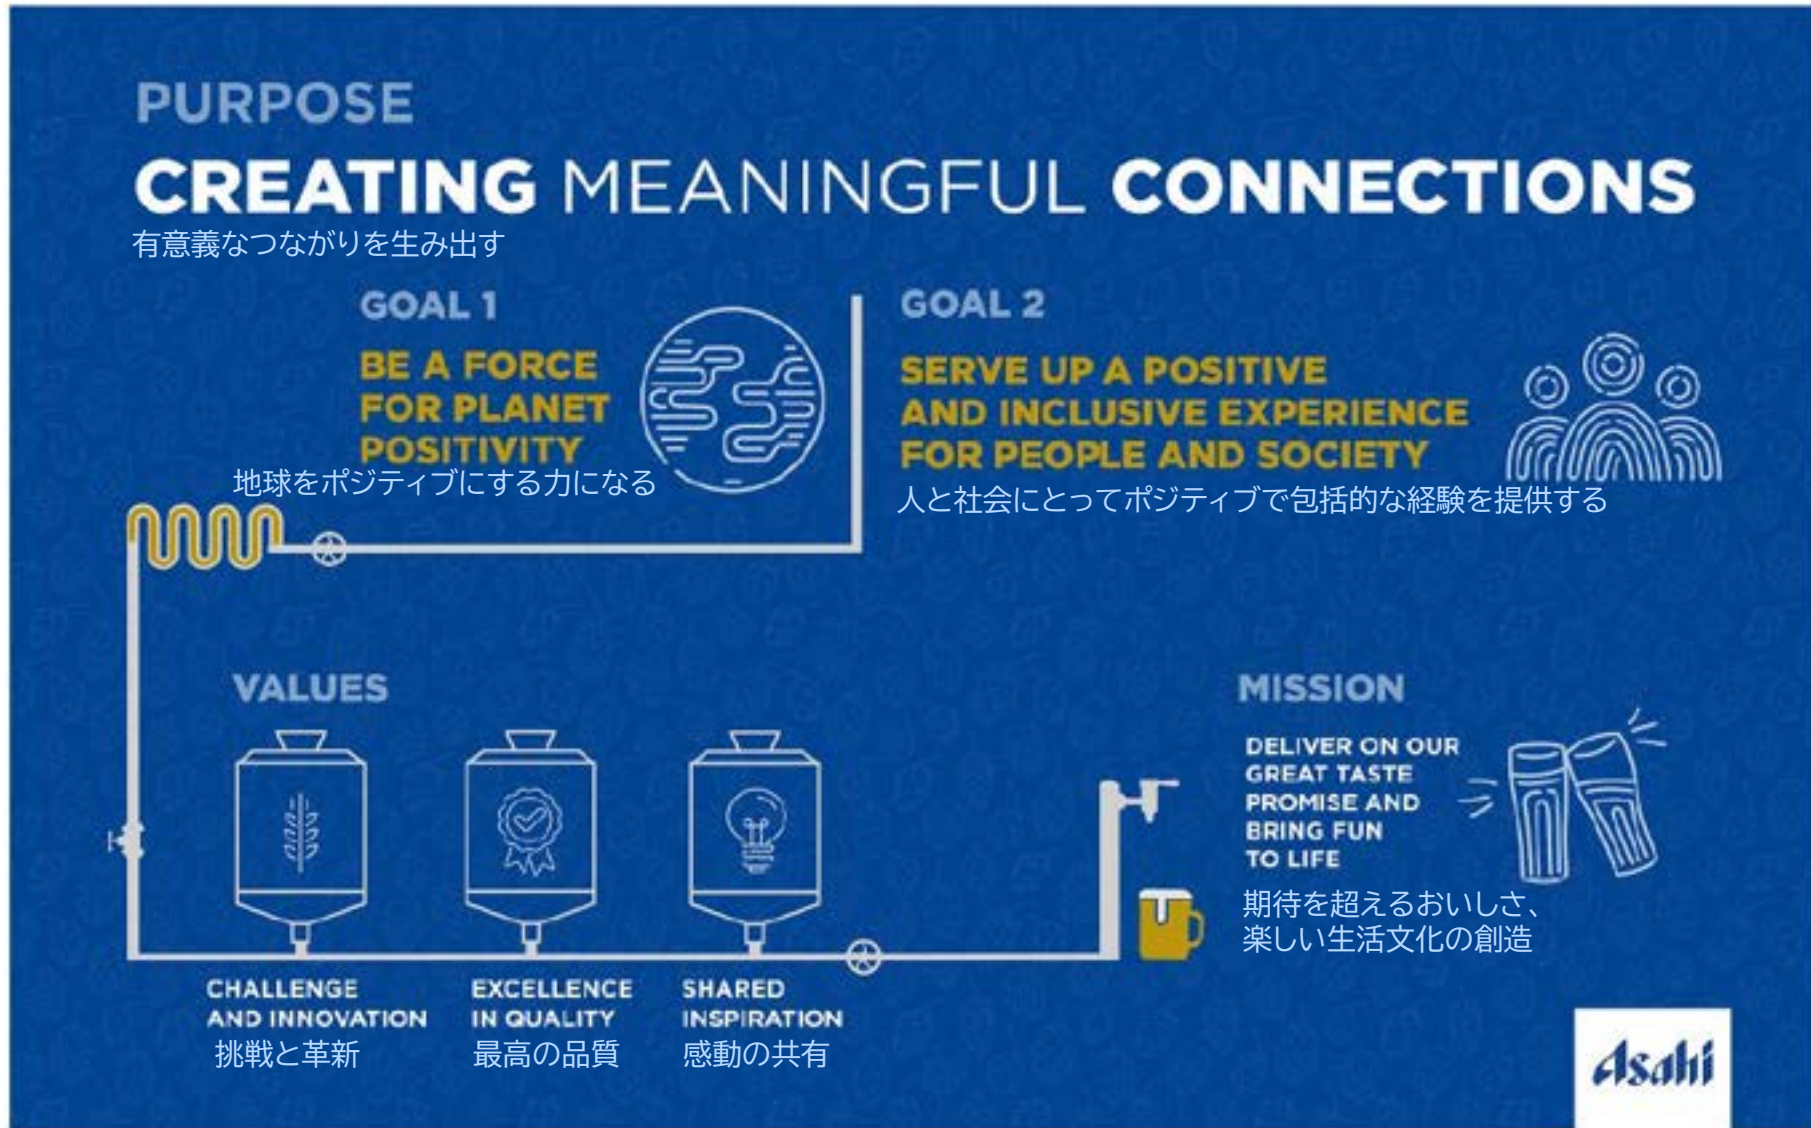 PURPOSE
CREATING MEANINGFUL CONNECTIONS
有意義なつながりを生み出す
GOAL 1
BE A FORCE
FOR PLANET
POSITIVITY
地球をポジティブにする力になる
GOAL 2
SERVE UP A POSITIVE
AND INCLUSIVE EXPERIENCE
FOR PEOPLE AND SOCIETY
人と社会にとってポジティブで包括的な経験を提供する
VALUES
CHALLENGE
AND INNOVATION
挑戦と革新
EXCELLENCE
IN QUALITY
最高の品質
SHARED
INSPIRATION
感動の共有
MISSION
DELIVER ON OUR
GREAT TASTE
PROMISE AND
BRING FUN
TO LIFE
期待を超えるおいしさ、
楽しい生活文化の創造
Asahi